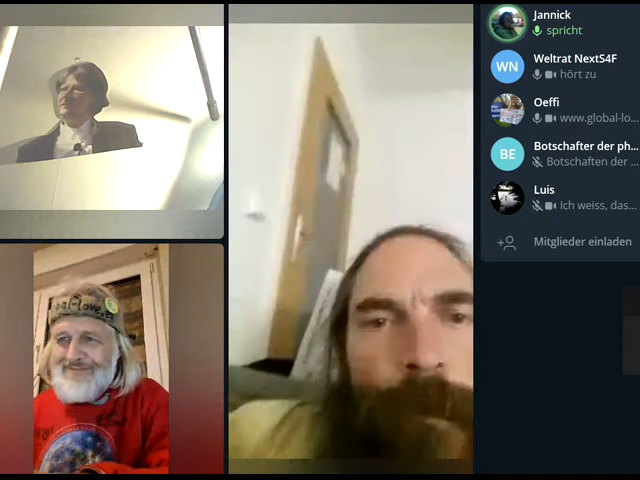 Jannick
spricht
WN
Weltrat NextS4F
hört zu
Oeffi
www.global-lo...
BE
Botschafter der ph...
Botschaften der ...
Luis
Ich weiss, das...
Mitglieder einladen